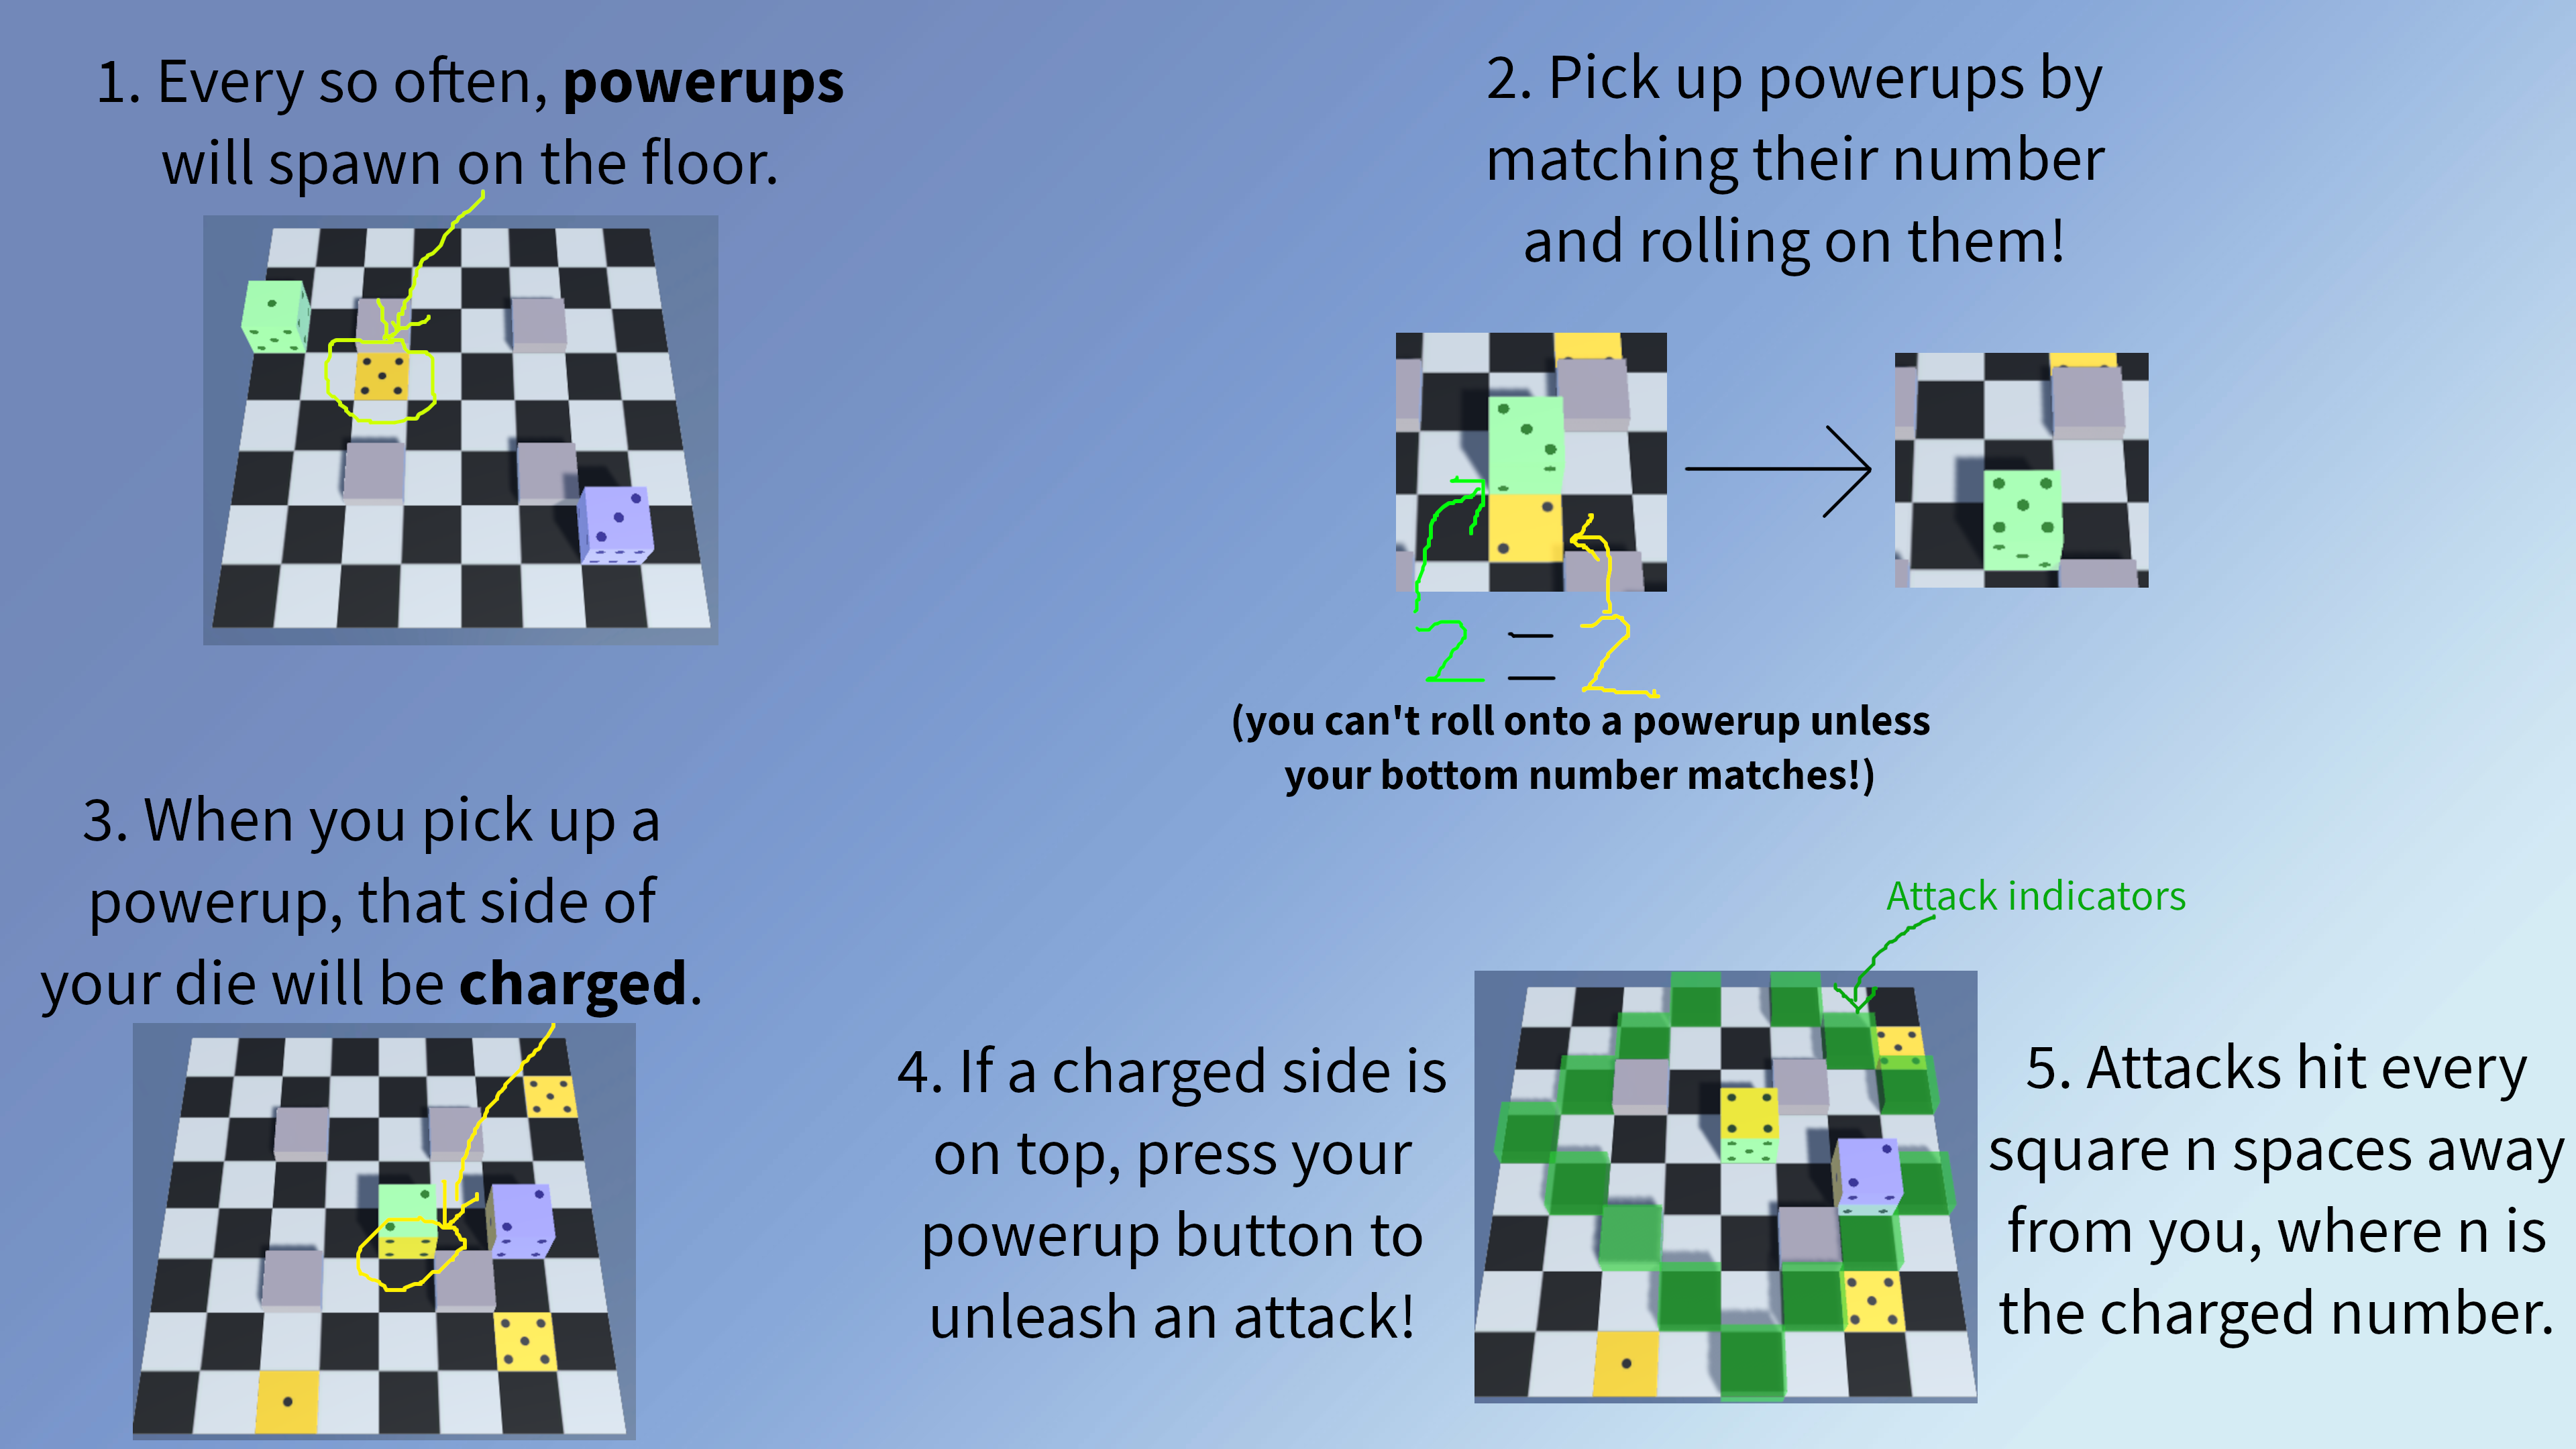 1. Every so often, powerups
will spawn on the floor.
2. Pick up powerups by
matching their number
and rolling on them!
2 = 2
(you can't roll onto a powerup unless
your bottom number matches!)
3. When you pick up a
powerup, that side of
your die will be charged.
4. If a charged side is
on top, press your
powerup button to
unleash an attack!
Attack indicators
5. Attacks hit every
square n spaces away
from you, where n is
the charged number.